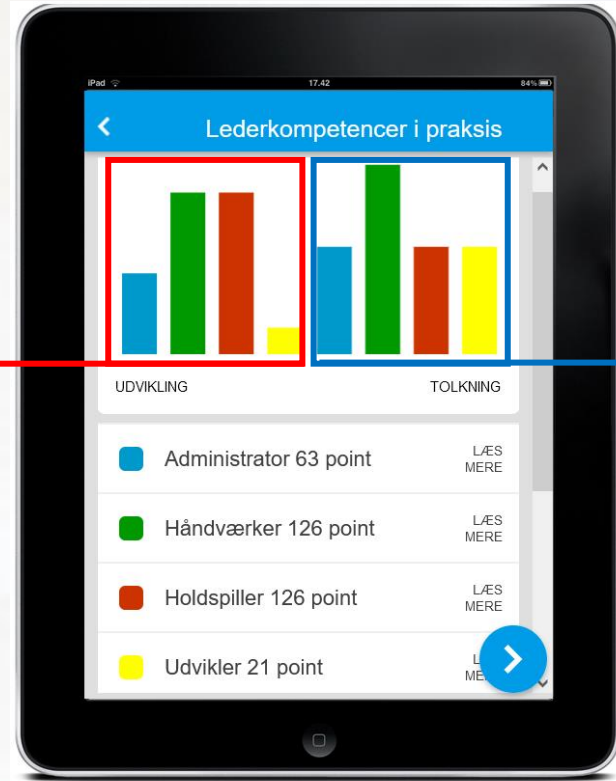 iPad 17.42 84%
Lederkompetencer i praksis
UDVIKLING TOLKNING
Administrator 63 point LÆS
MERE
Håndværker 126 point LÆS
MERE
Holdspiller 126 point LÆS
MERE
Udvikler 21 point